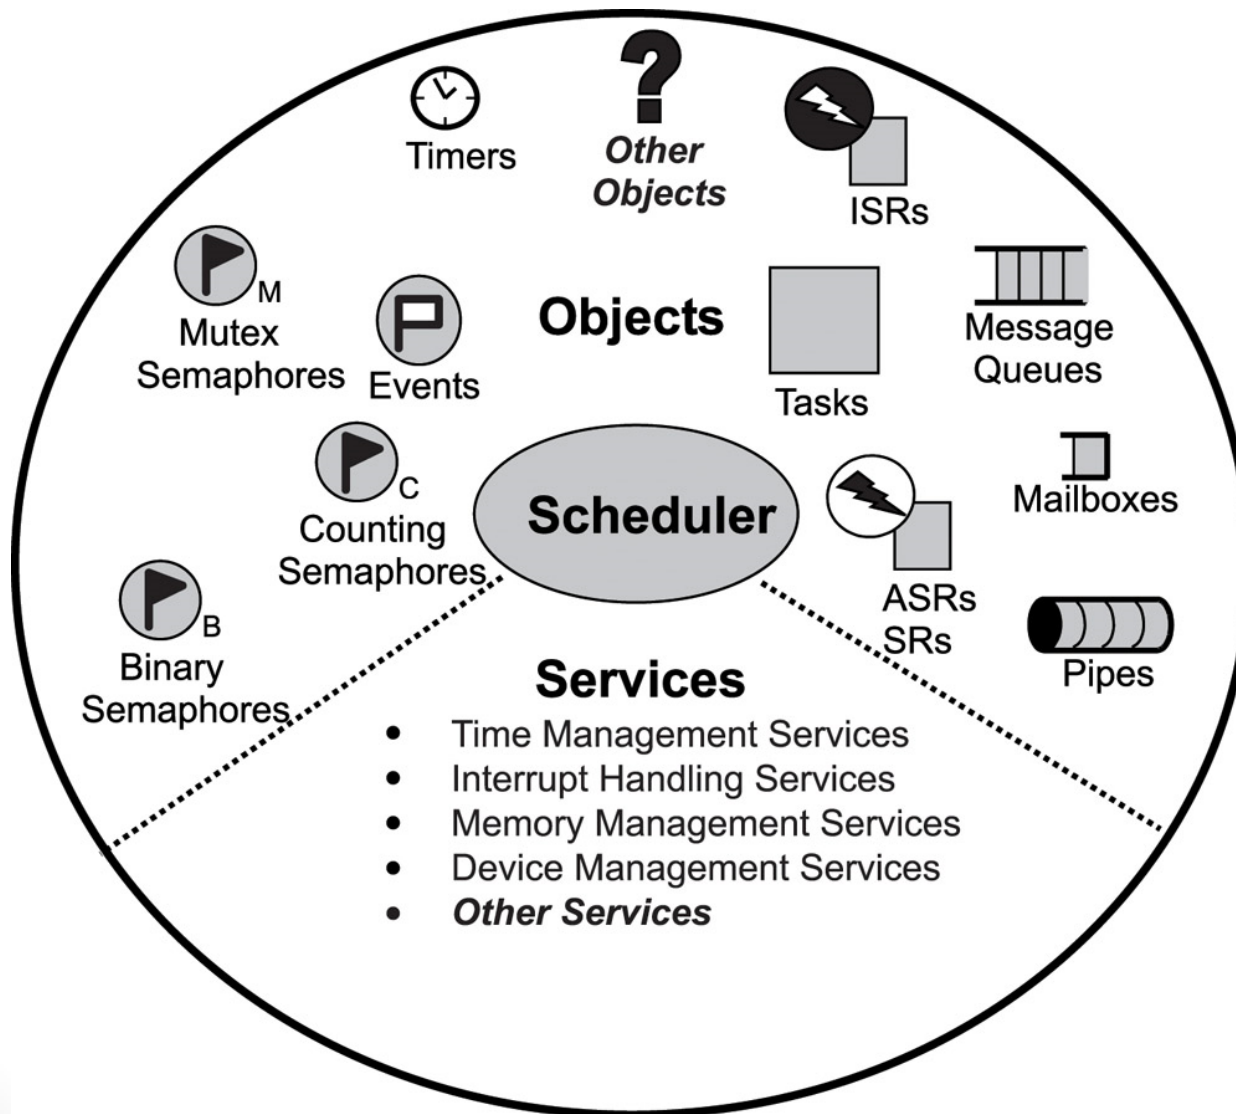 Timers
Other
Objects
ISRs
M
Mutex
Semaphores
Events
Objects
Tasks
Message
Queues
C
Counting
Semaphores
Scheduler
Mailboxes
ASRs
SRs
B
Binary
Semaphores
Pipes
Services
• Time Management Services
• Interrupt Handling Services
• Memory Management Services
• Device Management Services
• Other Services